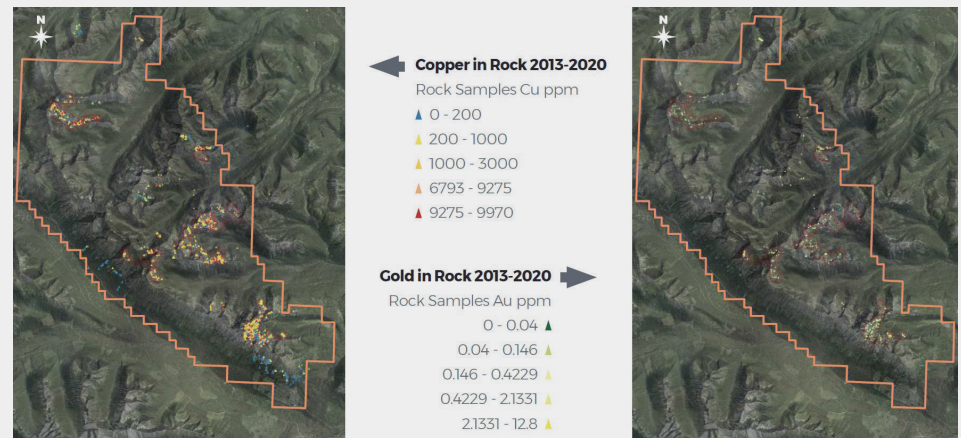 N
Copper in Rock 2013-2020
Rock Samples Cu ppm
0 - 200
200 - 1000
1000 - 3000
6793 - 9275
9275 - 9970
Gold in Rock 2013-2020
Rock Samples Au ppm
0 - 0.04
0.04 - 0.146
0.146 - 0.4229
0.4229 - 2.1331
2.1331 - 12.8
N